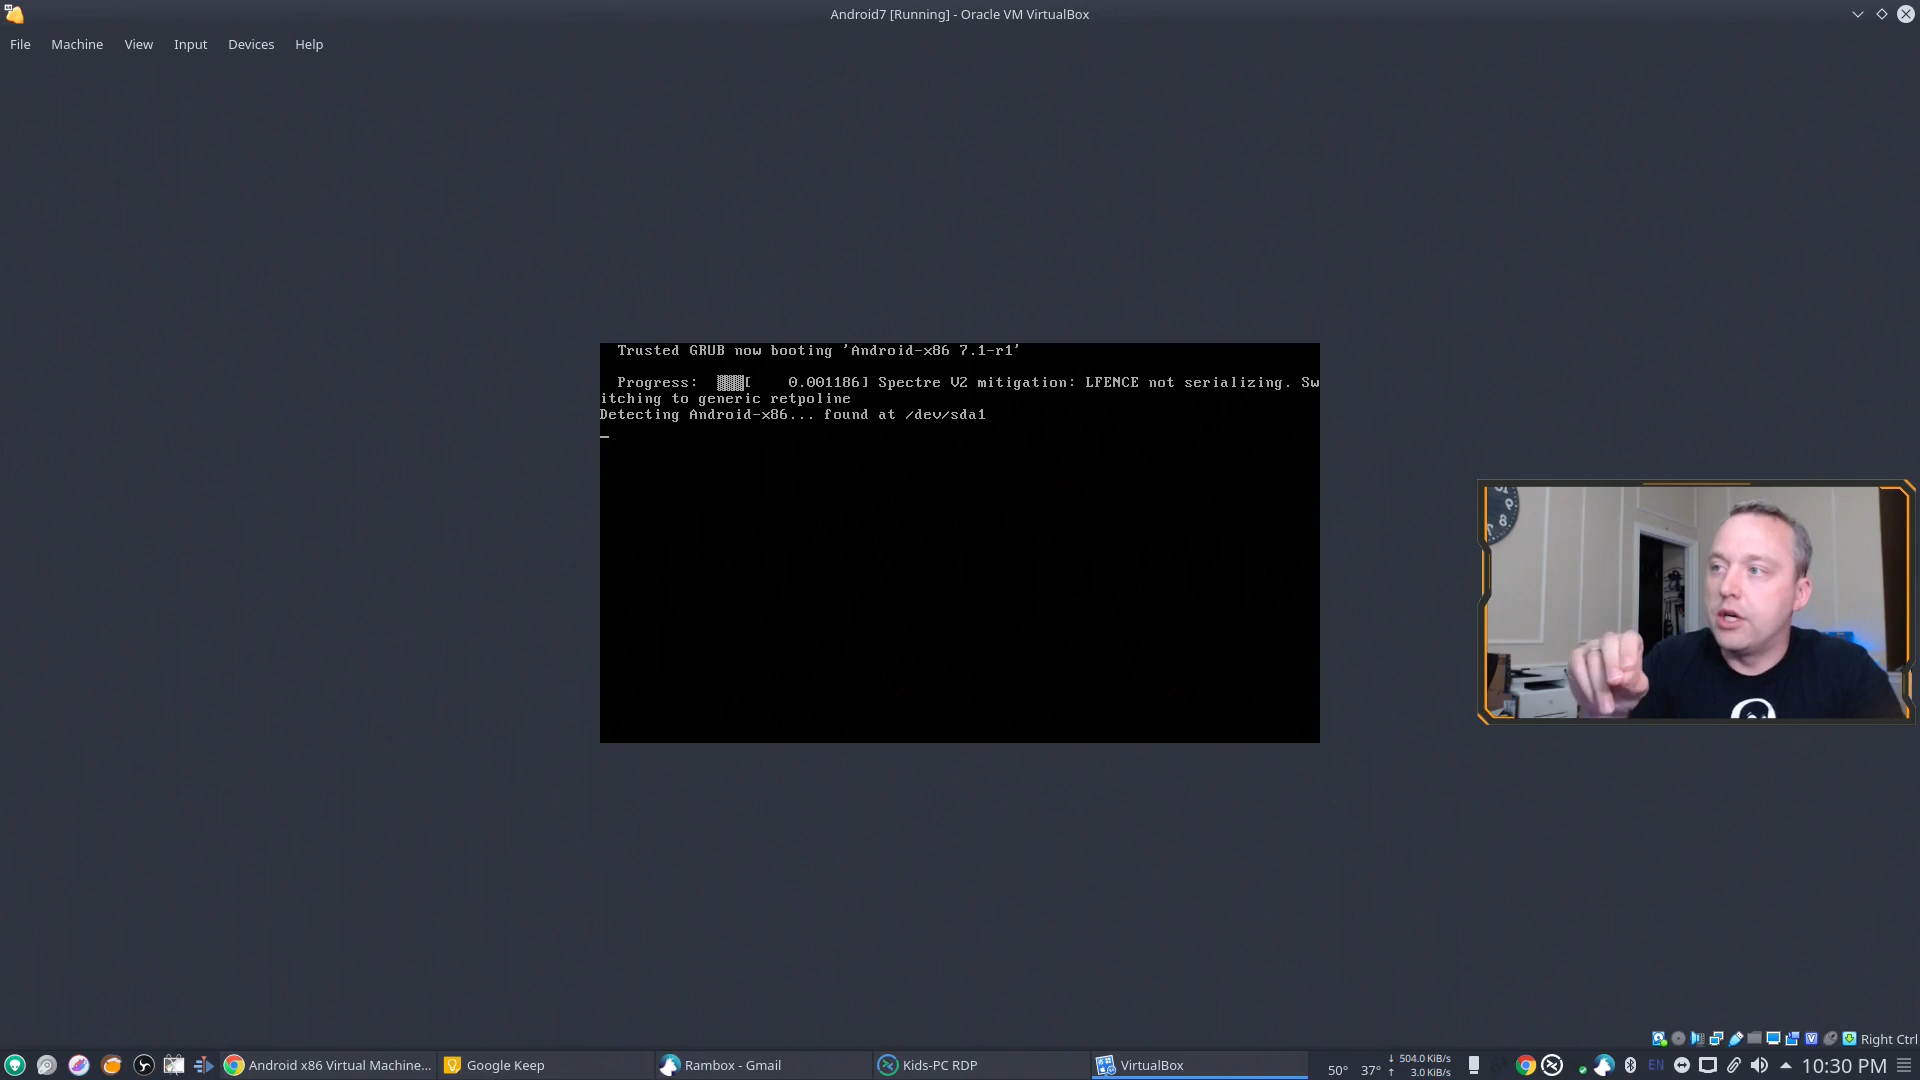 Android7 [Running] - Oracle VM VirtualBox
File Machine View Input Devices Help
Trusted GRUB now booting 'Android-x86 7.1-r1'
Progress: ▒▒▒[ 0.001186] Spectre V2 mitigation: LFENCE not serializing. Sw
itching to generic retpoline
Detecting Android-x86... found at /dev/sda1
_
Right Ctrl
Android x86 Virtual Machine... Google Keep Rambox - Gmail Kids-PC RDP VirtualBox 50° 37° ↓ 504.0 KiB/s
↑ 3.0 KiB/s
EN 10:30 PM